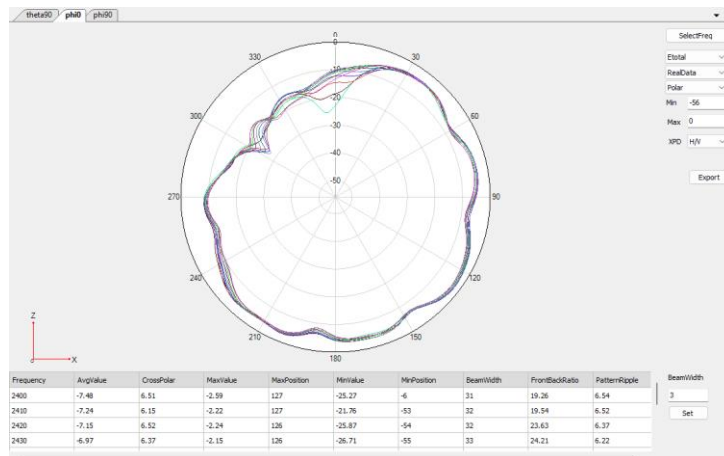 theta90 phi0 phi90
SelectFreq
Etotal
RealData
Polar
Min -56
Max 0
XPD H/V
Export
0
330 30
300 60
270 90
240 120
210 150
180
0
-10
-20
-30
-40
-50
Z
0 X
Frequency AvgValue CrossPolar MaxValue MaxPosition MinValue MinPosition BeamWidth FrontBackRatio PatternRipple
2400 -7.48 6.51 -2.59 127 -25.27 -6 31 19.26 6.54
2410 -7.24 6.15 -2.22 127 -21.76 -53 32 19.54 6.52
2420 -7.15 6.52 -2.24 126 -25.87 -54 32 23.63 6.37
2430 -6.97 6.37 -2.15 126 -26.71 -55 33 24.21 6.22
BeamWidth
3
Set